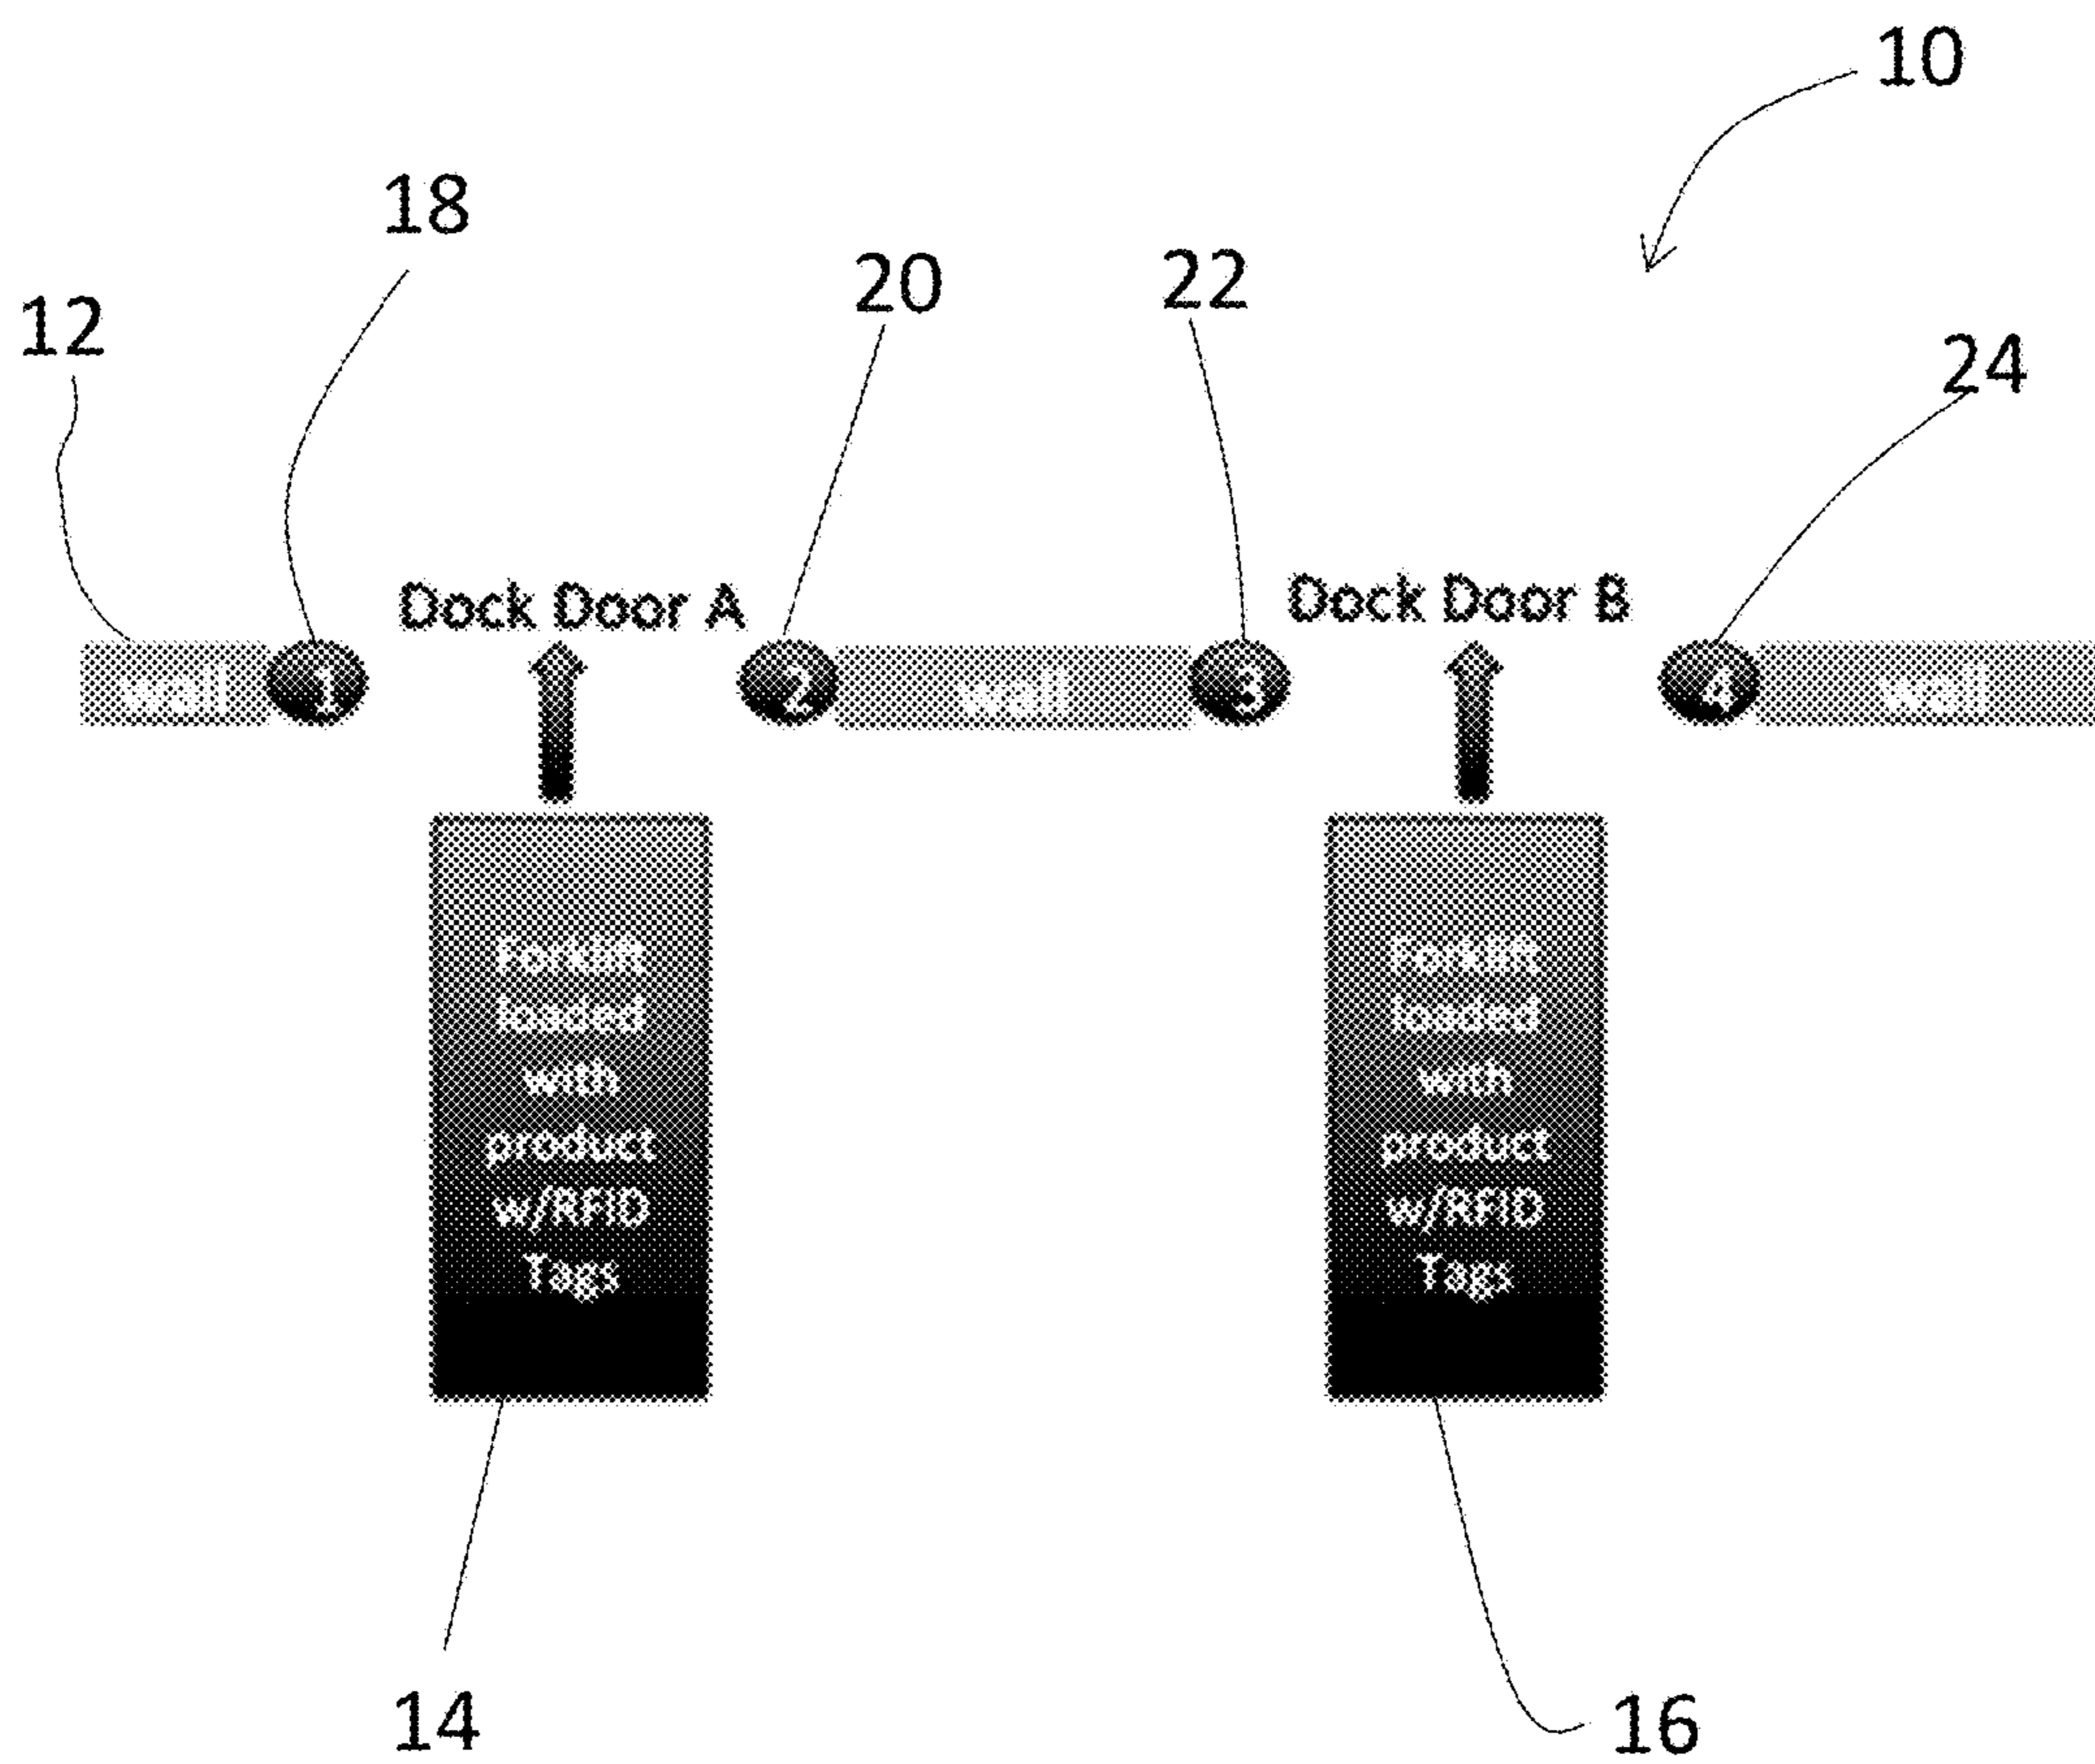 10
18
20
22
12
24
Dock Door A
Dock Door B
wall
1
2
wall
3
4
wall
Forklift
loaded
with
product
w/RFID
Tags
Forklift
loaded
with
product
w/RFID
Tags
14
16